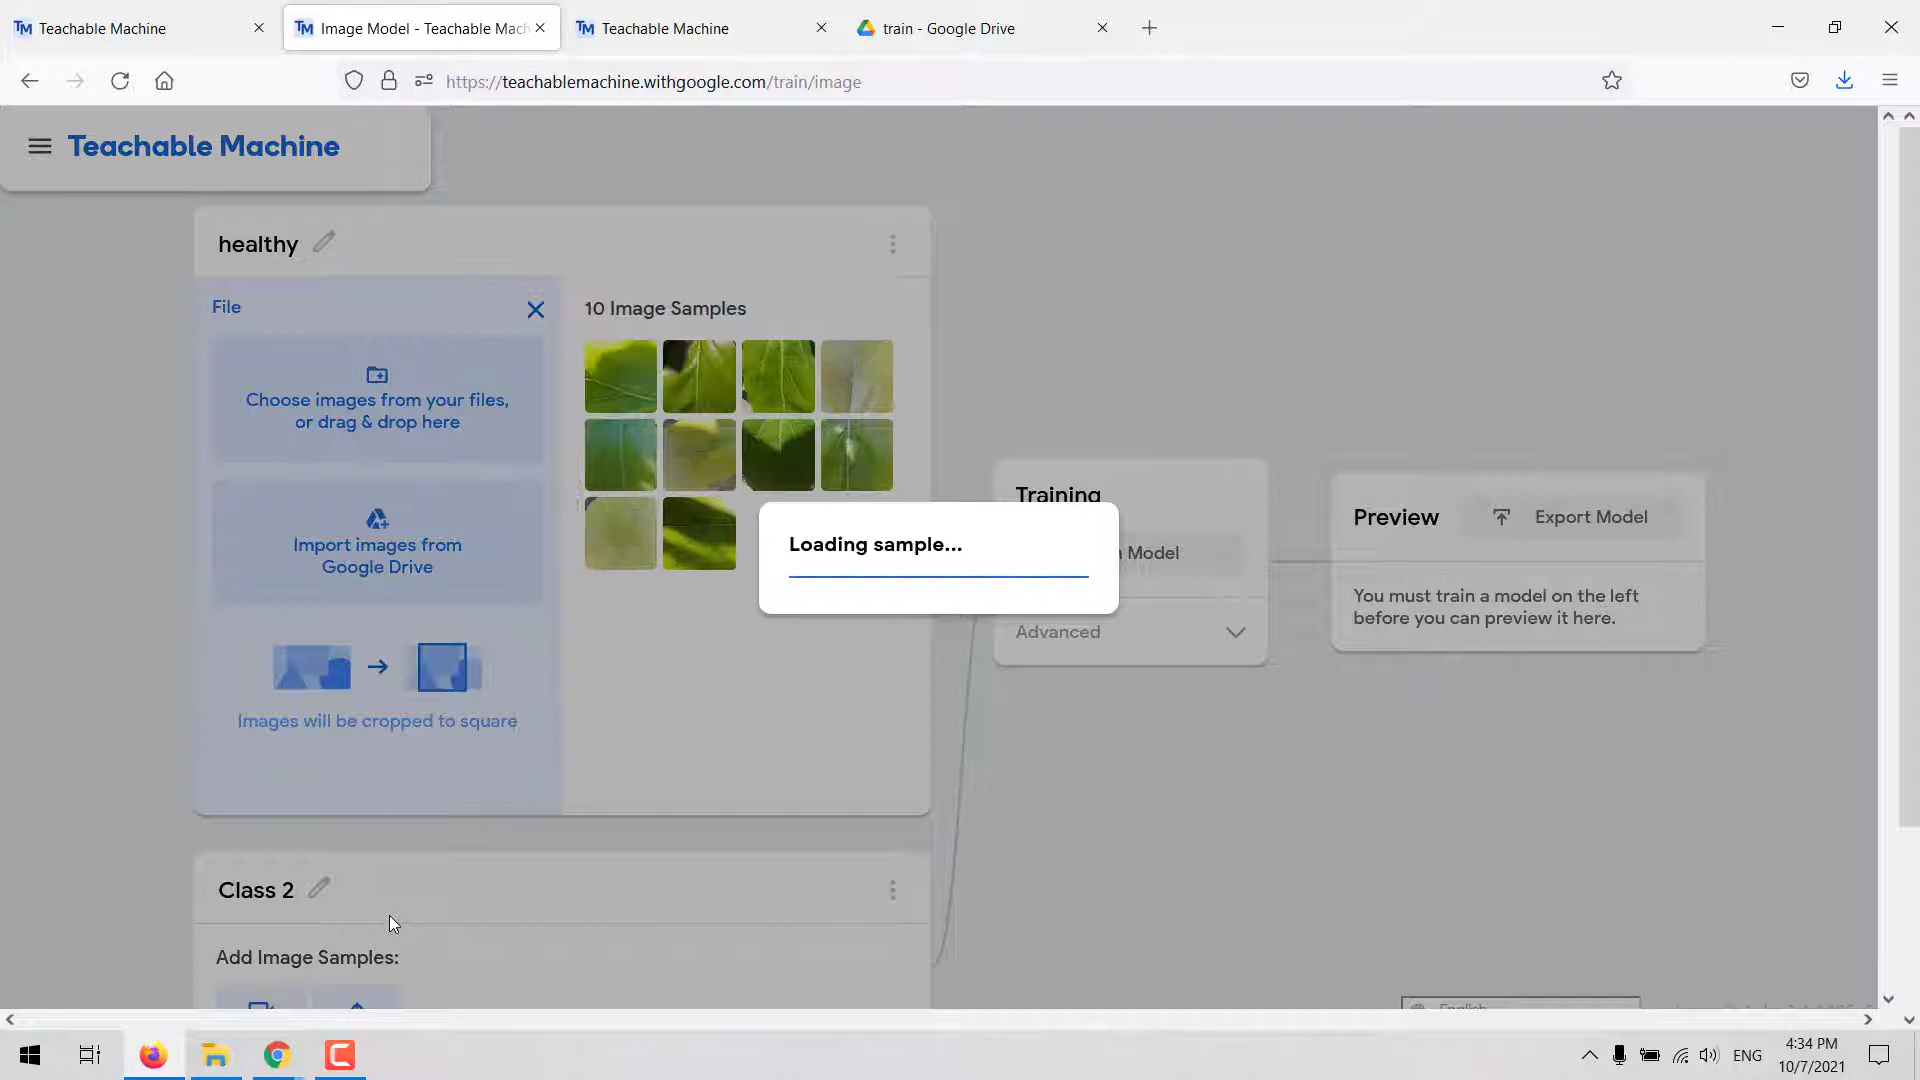 Teachable Machine
Image Model - Teachable Mach
Teachable Machine
train - Google Drive
https://teachablemachine.withgoogle.com/train/image
Teachable Machine
healthy
File
10 Image Samples
Choose images from your files,
or drag & drop here
Import images from
Google Drive
Images will be cropped to square
Loading sample...
Training
Model
Advanced
Preview
Export Model
You must train a model on the left
before you can preview it here.
Class 2
Add Image Samples:
English
ENG
4:34 PM
10/7/2021